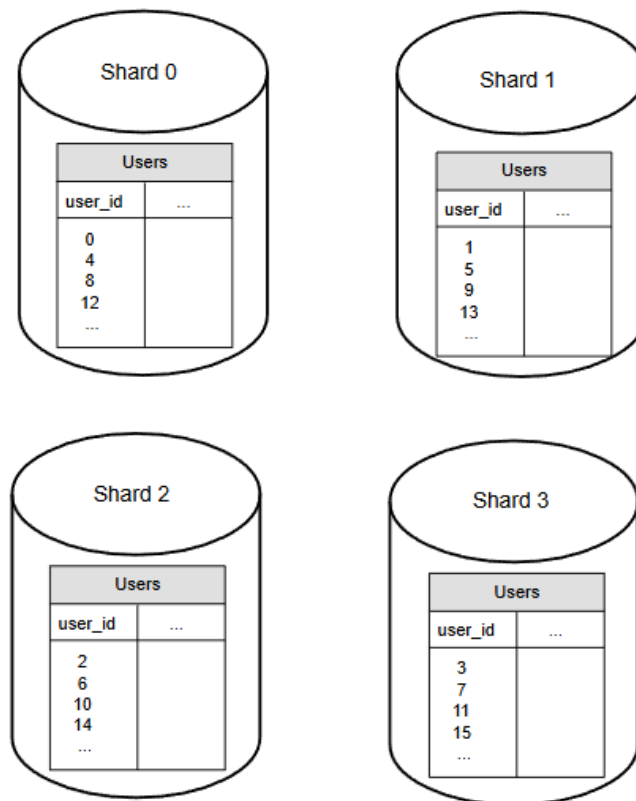 Shard 0
Users
user_id ...
0
4
8
12
...
Shard 1
Users
user_id ...
1
5
9
13
...
Shard 2
Users
user_id ...
2
6
10
14
...
Shard 3
Users
user_id ...
3
7
11
15
...